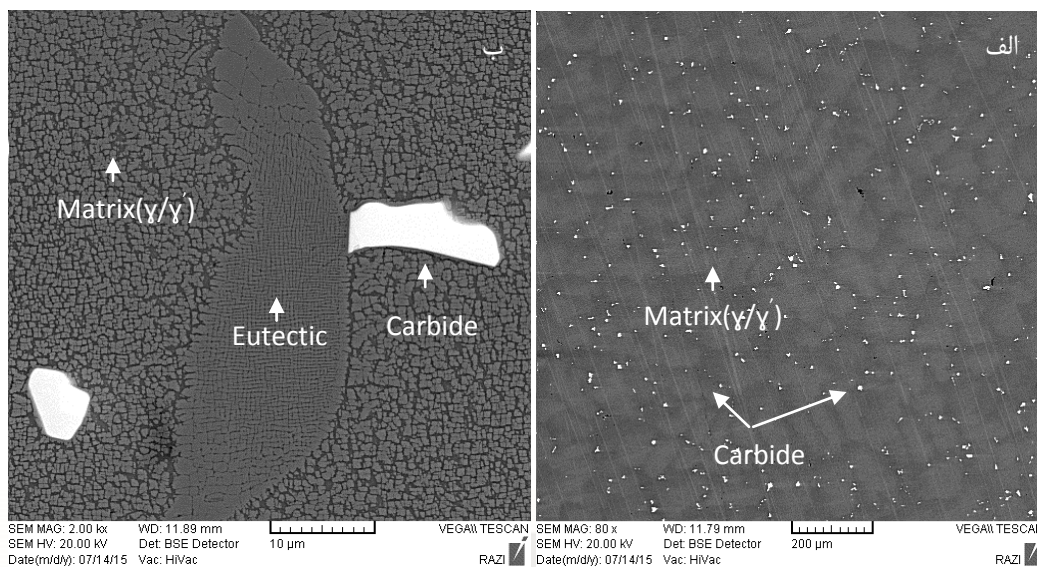 ب
Matrix(ɣ/ɣ′)
Eutectic
Carbide
SEM MAG: 2.00 kx WD: 11.89 mm VEGA\\ TESCAN
SEM HV: 20.00 kV Det: BSE Detector 10 µm
Date(m/d/y): 07/14/15 Vac: HiVac RAZI
الف
Matrix(ɣ/ɣ′)
Carbide
SEM MAG: 80 x WD: 11.79 mm VEGA\\ TESCAN
SEM HV: 20.00 kV Det: BSE Detector 200 µm
Date(m/d/y): 07/14/15 Vac: HiVac RAZI